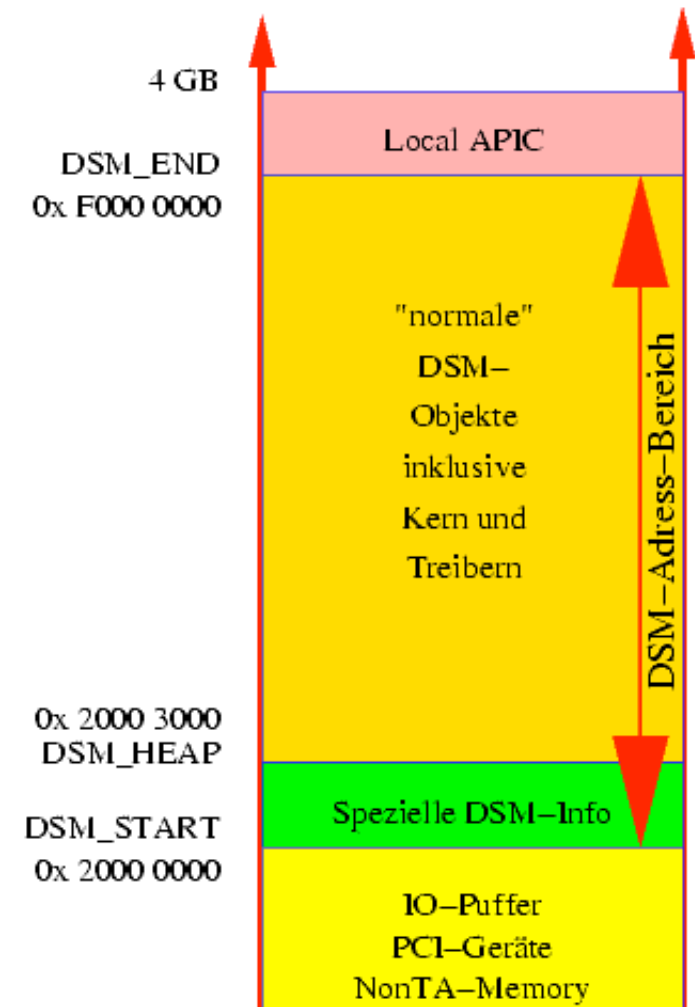 4 GB
Local APIC
DSM_END
0x F000 0000
"normale"
DSM–
Objekte
inklusive
Kern und
Treibern
DSM–Adress–Bereich
0x 2000 3000
DSM_HEAP
Spezielle DSM–Info
DSM_START
0x 2000 0000
IO–Puffer
PCI–Geräte
NonTA–Memory